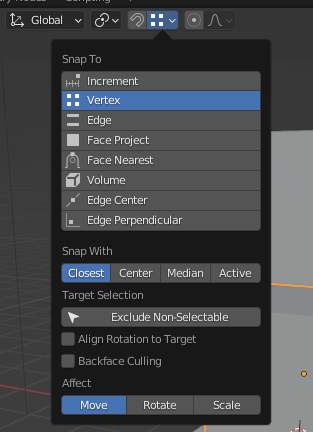 Global
Snap To
Increment
Vertex
Edge
Face Project
Face Nearest
Volume
Edge Center
Edge Perpendicular
Snap With
Closest Center Median Active
Target Selection
Exclude Non-Selectable
Align Rotation to Target
Backface Culling
Affect
Move Rotate Scale